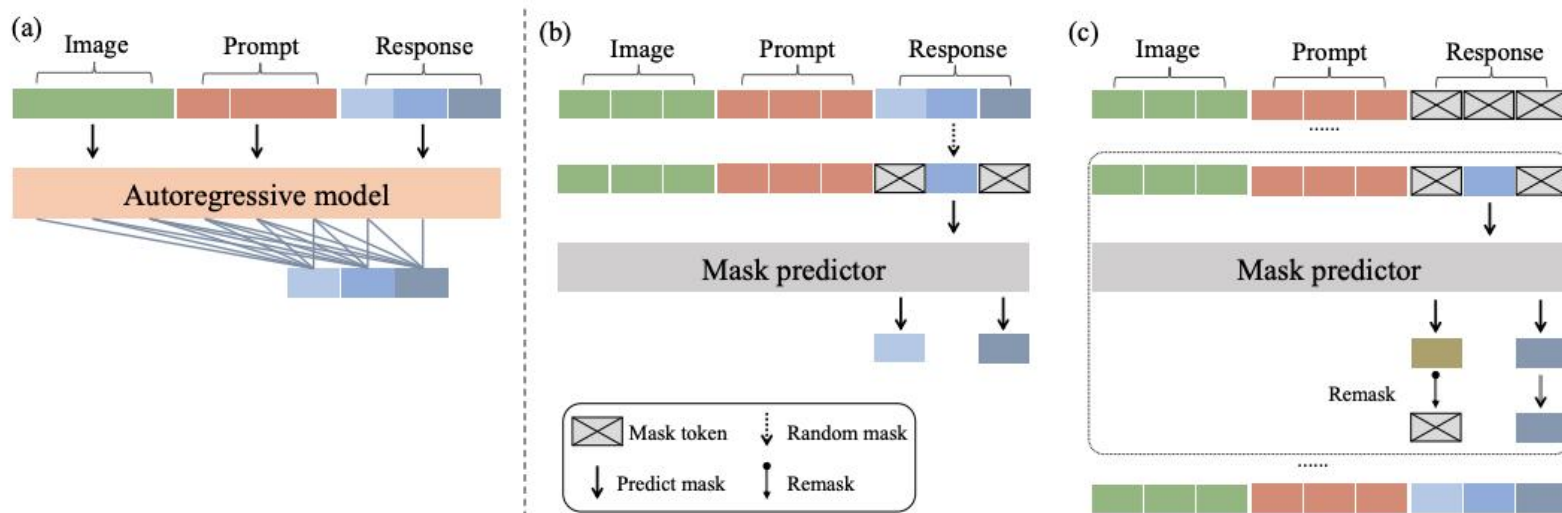 (a)
Image Prompt Response
Autoregressive model
(b)
Image Prompt Response
Mask predictor
Mask token Random mask
Predict mask Remask
(c)
Image Prompt Response
......
Mask predictor
Remask
......